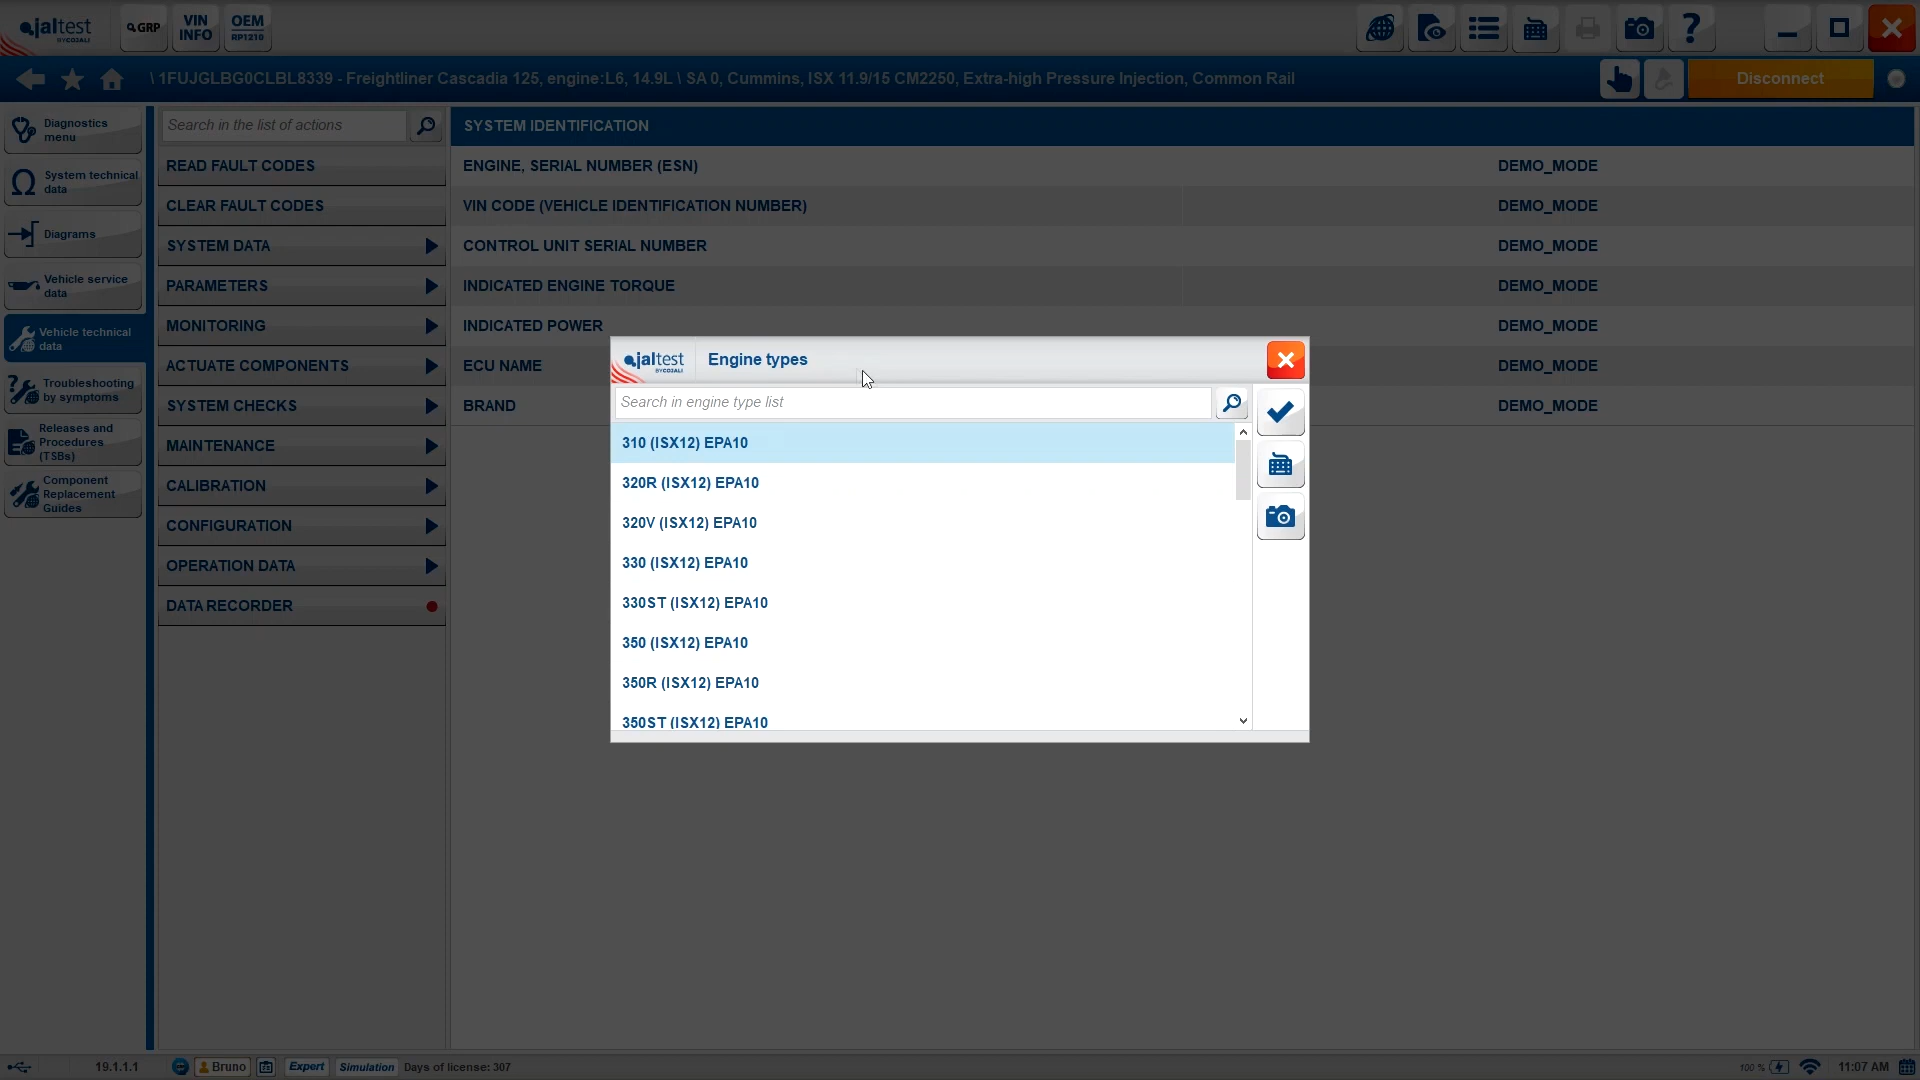 jaltest
BY COJALI
GRP
VIN
INFO
OEM
RP1210
?
\ 1FUJGLBG0CLBL8339 - Freightliner Cascadia 125, engine:L6, 14.9L \ SA 0, Cummins, ISX 11.9/15 CM2250, Extra-high Pressure Injection, Common Rail
Disconnect
Diagnostics
menu
System technical
data
Diagrams
Vehicle service
data
Vehicle technical
data
Troubleshooting
by symptoms
Releases and
Procedures
(TSBs)
Component
Replacement
Guides
Search in the list of actions
READ FAULT CODES
CLEAR FAULT CODES
SYSTEM DATA
PARAMETERS
MONITORING
ACTUATE COMPONENTS
SYSTEM CHECKS
MAINTENANCE
CALIBRATION
CONFIGURATION
OPERATION DATA
DATA RECORDER
SYSTEM IDENTIFICATION
ENGINE, SERIAL NUMBER (ESN) DEMO_MODE
VIN CODE (VEHICLE IDENTIFICATION NUMBER) DEMO_MODE
CONTROL UNIT SERIAL NUMBER DEMO_MODE
INDICATED ENGINE TORQUE DEMO_MODE
INDICATED POWER DEMO_MODE
ECU NAME DEMO_MODE
BRAND DEMO_MODE
jaltest
BY COJALI
Engine types
Search in engine type list
310 (ISX12) EPA10
320R (ISX12) EPA10
320V (ISX12) EPA10
330 (ISX12) EPA10
330ST (ISX12) EPA10
350 (ISX12) EPA10
350R (ISX12) EPA10
350ST (ISX12) EPA10
19.1.1.1 Bruno Expert Simulation Days of license: 307 100 % 11:07 AM